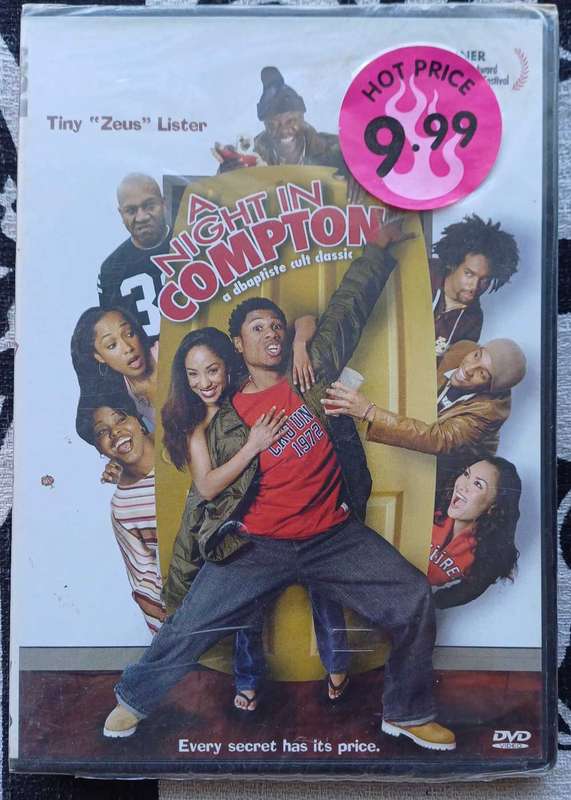 Tiny "Zeus" Lister
HOT PRICE
9.99
A
NIGHT IN
COMPTON
a dbaptiste cult classic
1972
Every secret has its price.
DVD
VIDEO